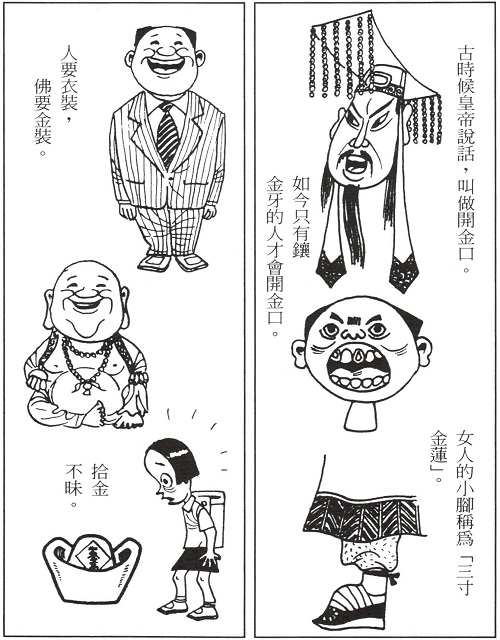 古時候皇帝說話，叫做開金口。
如今只有鑲
金牙的人才會開金口。
女人的小腳稱爲「三寸
金蓮」。
人要衣裝，
佛要金裝。
拾金
不昧。